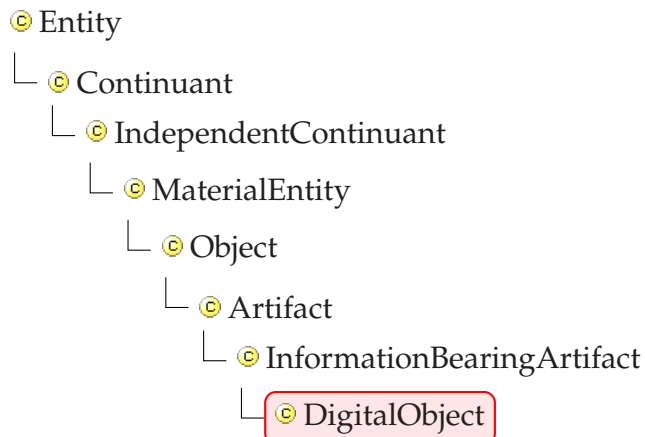 Entity
Continuant
IndependentContinuant
MaterialEntity
Object
Artifact
InformationBearingArtifact
DigitalObject